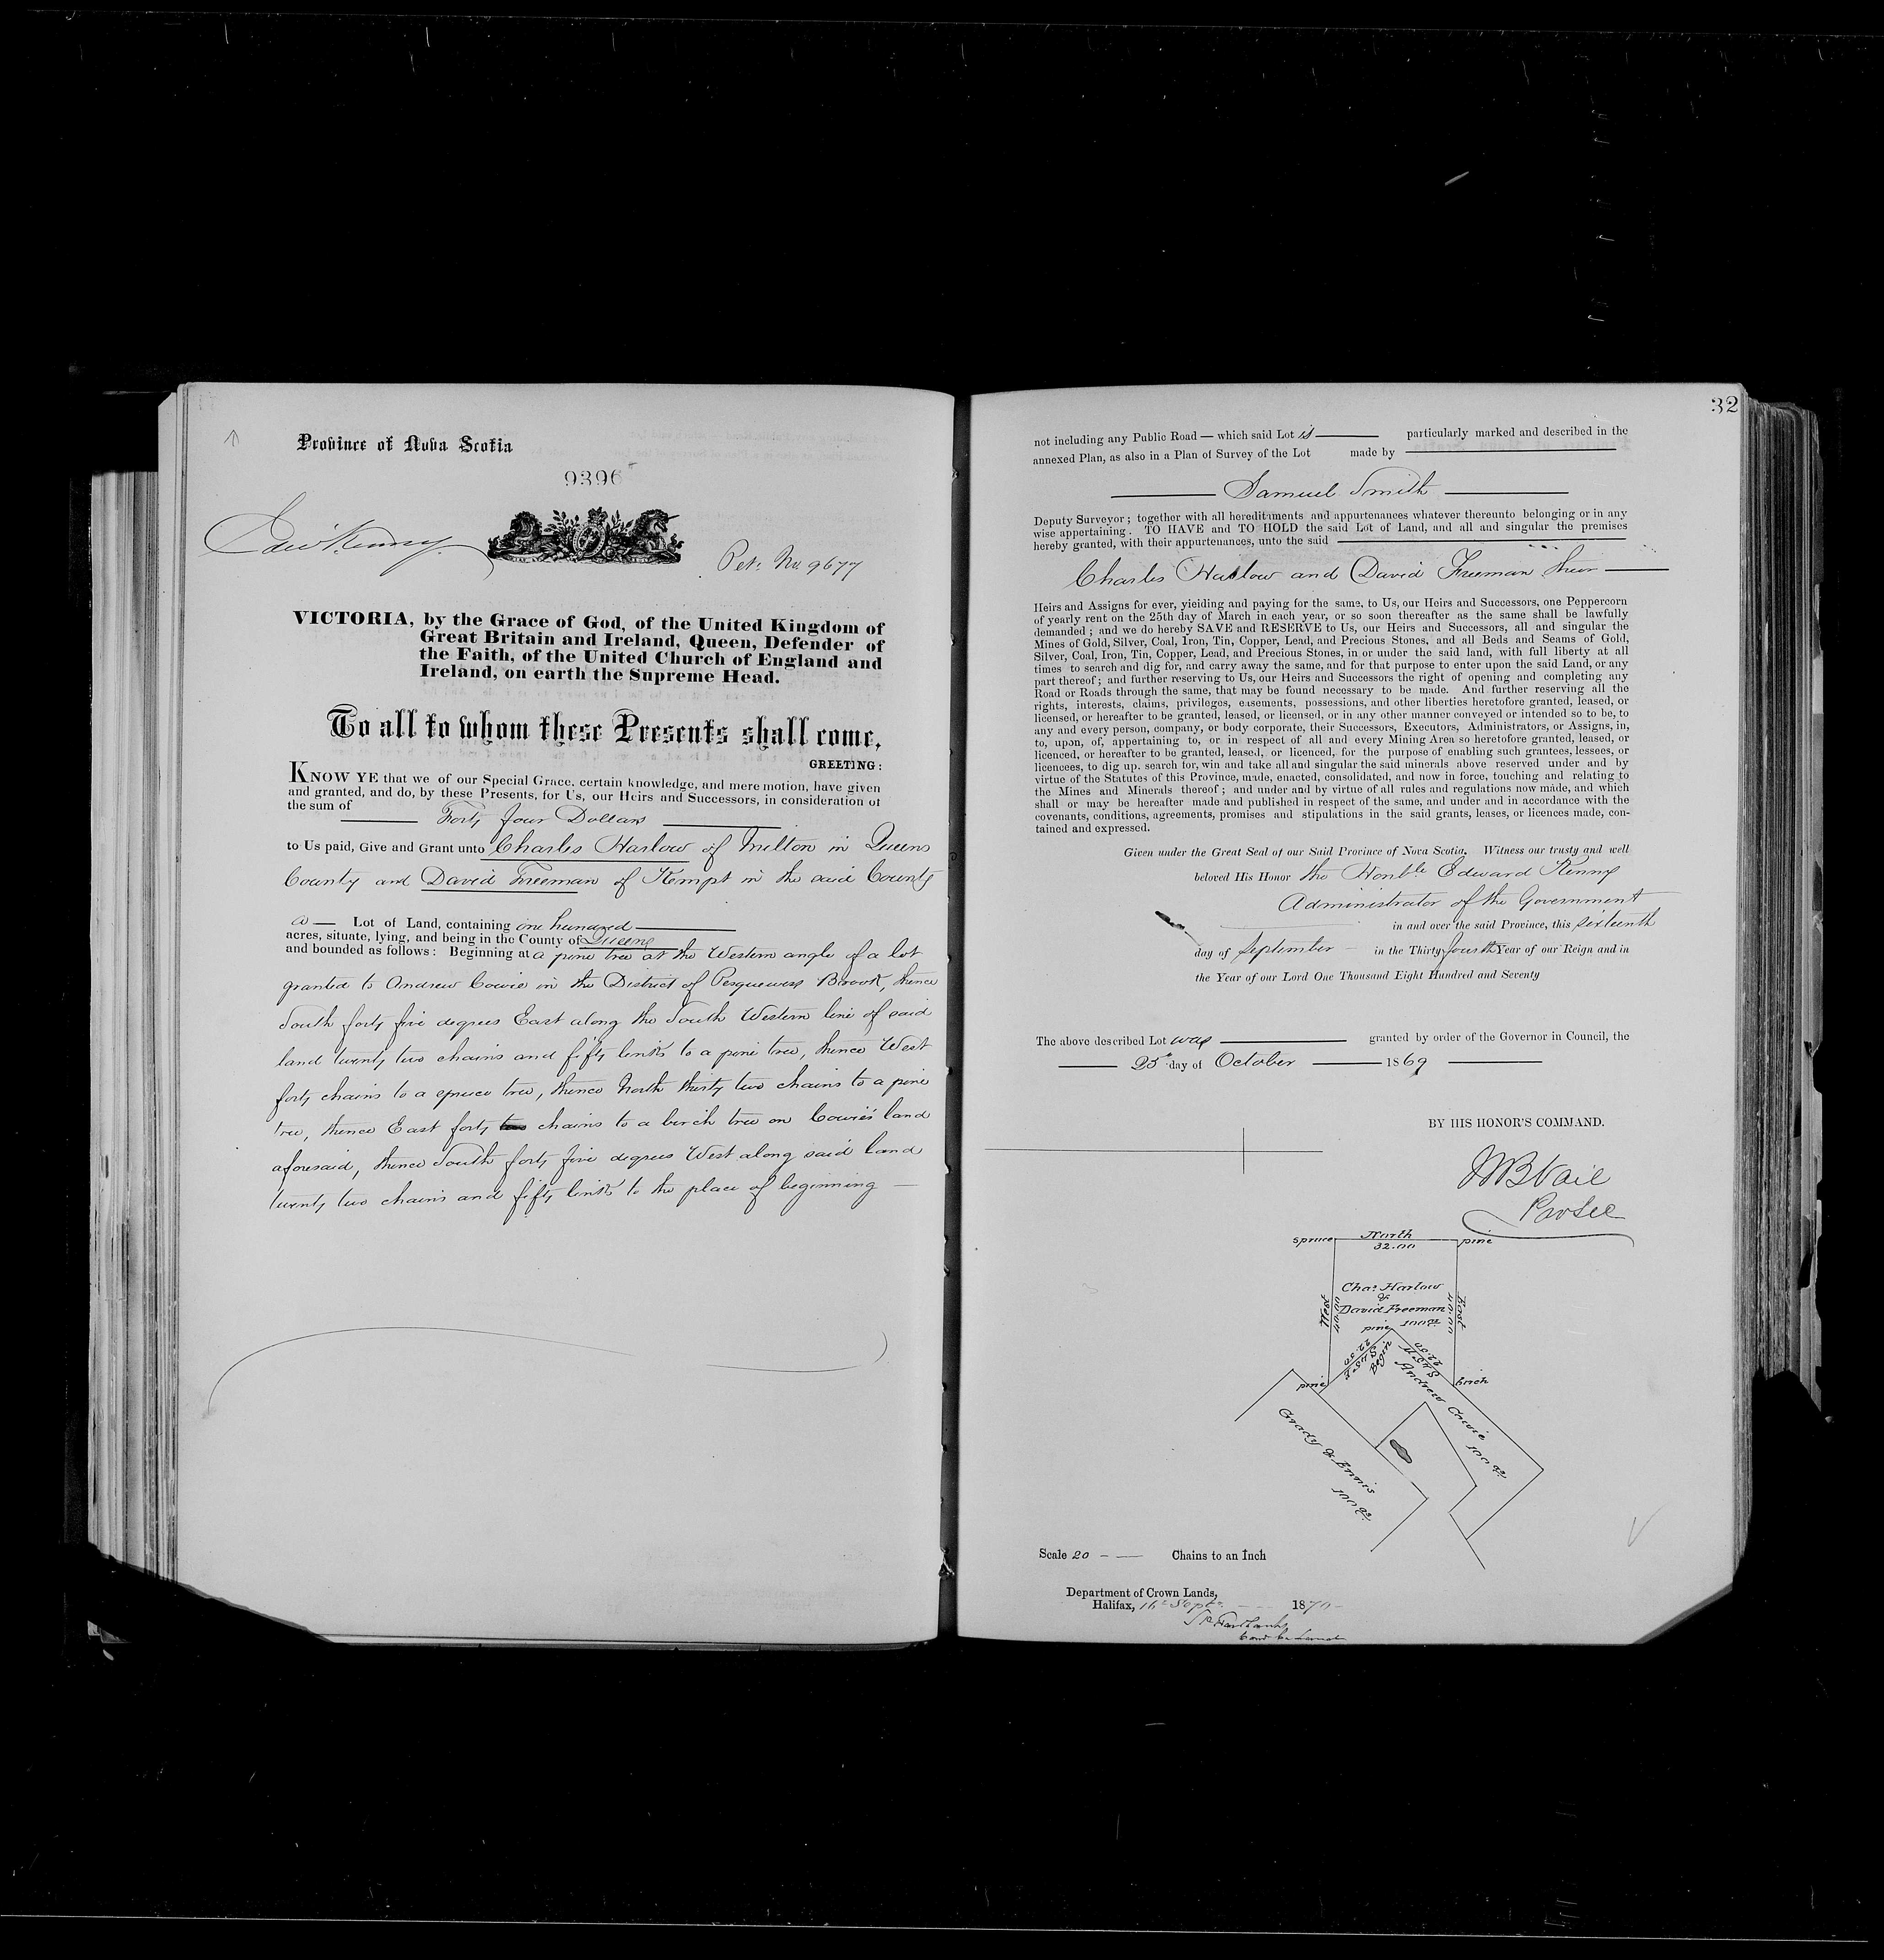 Province of Nova Scotia
9396
Edw Kenny
Pet. No. 9677
VICTORIA, by the Grace of God, of the United Kingdom of
Great Britain and Ireland, Queen, Defender of
the Faith, of the United Church of England and
Ireland, on earth the Supreme Head.
To all to whom these Presents shall come,
GREETING:
KNOW YE that we of our Special Grace, certain knowledge, and mere motion, have given
and granted, and do, by these Presents, for Us, our Heirs and Successors, in consideration of
the sum of Forty four Dollars
to Us paid, Give and Grant unto Charles Harlow of Milton in Queens
County and David Freeman of Kempt in the said County
a Lot of Land, containing one hundred
acres, situate, lying, and being in the County of Queens
and bounded as follows: Beginning at a pine tree at the Western angle of a lot
granted to Andrew Cowie in the District of Pesquewess Brook, thence
South forty five degrees East along the South Western line of said
land twenty two chains and fifty links to a pine tree, thence West
forty chains to a spruce tree, thence North thirty two chains to a pine
tree, thence East forty two chains to a birch tree on Cowie's land
aforesaid, thence South forty five degrees West along said land
twenty two chains and fifty links to the place of beginning —
32
not including any Public Road — which said Lot is particularly marked and described in the
annexed Plan, as also in a Plan of Survey of the Lot made by
Samuel Smith
Deputy Surveyor; together with all hereditaments and appurtenances whatever thereunto belonging or in any
wise appertaining. TO HAVE and TO HOLD the said Lot of Land, and all and singular the premises
hereby granted, with their appurtenances, unto the said
Charles Harlow and David Freeman their
Heirs and Assigns for ever, yieiding and paying for the same, to Us, our Heirs and Successors, one Peppercorn
of yearly rent on the 25th day of March in each year, or so soon thereafter as the same shall be lawfully
demanded; and we do hereby SAVE and RESERVE to Us, our Heirs and Successors, all and singular the
Mines of Gold, Silver, Coal, Iron, Tin, Copper, Lead, and Precious Stones, and all Beds and Seams of Gold,
Silver, Coal, Iron, Tin, Copper, Lead, and Precious Stones, in or under the said land, with full liberty at all
times to search and dig for, and carry away the same, and for that purpose to enter upon the said Land, or any
part thereof; and further reserving to Us, our Heirs and Successors the right of opening and completing any
Road or Roads through the same, that may be found necessary to be made. And further reserving all the
rights, interests, claims, privileges, easements, possessions, and other liberties heretofore granted, leased, or
licensed, or hereafter to be granted, leased, or licensed, or in any other manner conveyed or intended so to be, to
any and every person, company, or body corporate, their Successors, Executors, Administrators, or Assigns, in,
to, upon, of, appertaining to, or in respect of all and every Mining Area so heretofore granted, leased, or
licenced, or hereafter to be granted, leased, or licenced, for the purpose of enabling such grantees, lessees, or
licencees, to dig up, search for, win and take all and singular the said minerals above reserved under and by
virtue of the Statutes of this Province, made, enacted, consolidated, and now in force, touching and relating to
the Mines and Minerals thereof; and under and by virtue of all rules and regulations now made, and which
shall or may be hereafter made and published in respect of the same, and under and in accordance with the
covenants, conditions, agreements, promises and stipulations in the said grants, leases, or licences made, con-
tained and expressed.
Given under the Great Seal of our Said Province of Nova Scotia. Witness our trusty and well
beloved His Honor the Honble Edward Kenny
Administrator of the Government
in and over the said Province, this sixteenth
day of September in the Thirty fourth Year of our Reign and in
the Year of our Lord One Thousand Eight Hundred and Seventy
The above described Lot was granted by order of the Governor in Council, the
25th day of October 1869
BY HIS HONOR'S COMMAND.
WB Vail
Prov Sec
spruce North pine
32.00
Chas. Harlow
&
David Freeman
100 as.
West 40.00
East 40.00
pine
Begin
S 45 E 22.50
S 45 W 22.50
pine
birch
Andrew Cowie 100 as.
Grady & Ennis 100 as.
Scale 20 Chains to an Inch
Department of Crown Lands,
Halifax, 16th Sept. 1870
S P Fairbanks